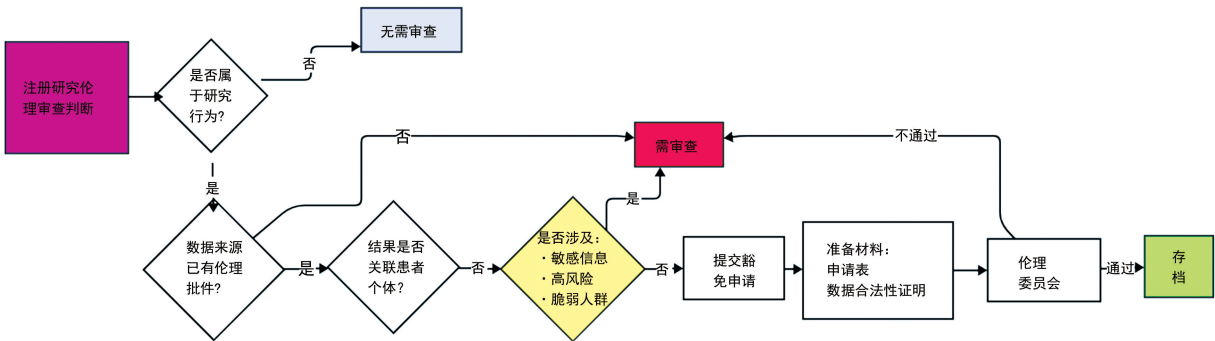 无需审查
注册研究伦
理审查判断
是否属
于研究
行为?
否
是
否
需审查
不通过
数据来源
已有伦理
批件?
是
结果是否
关联患者
个体?
否
是否涉及:
·敏感信息
·高风险
·脆弱人群
是
否
提交豁
免申请
准备材料:
申请表
数据合法性证明
伦理
委员会
通过
存
档